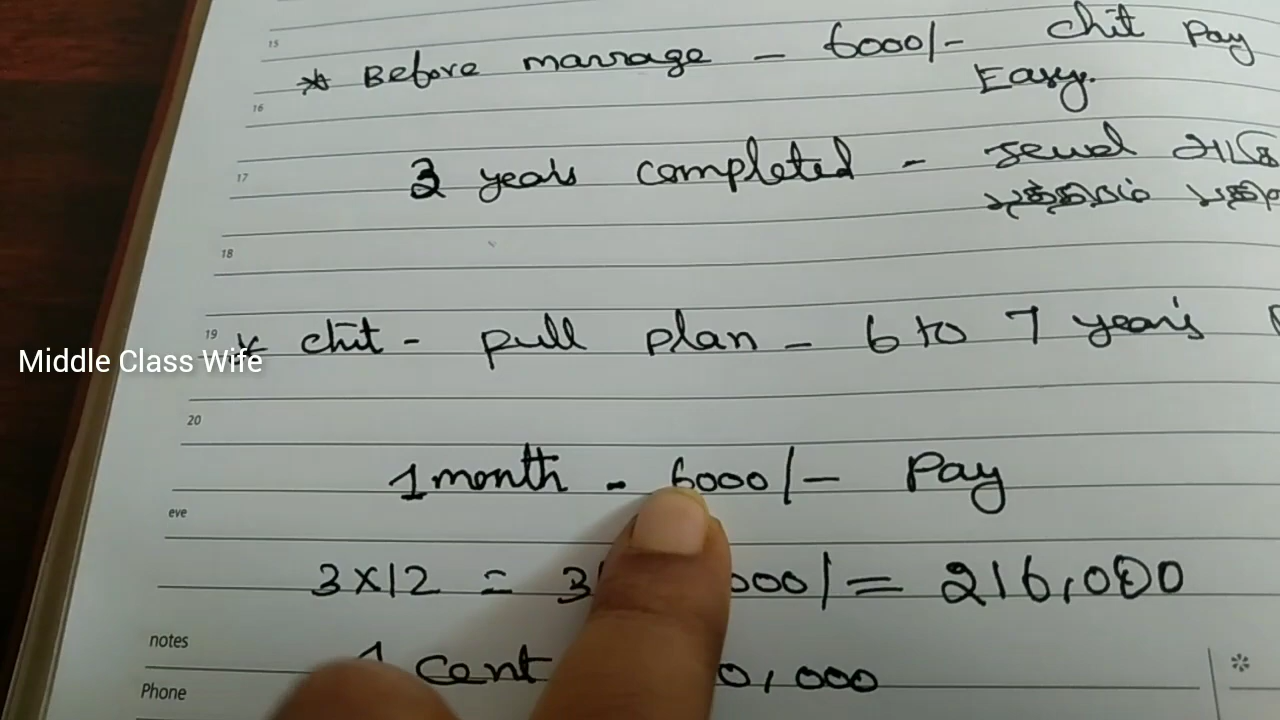 15
* Before marrage - 6000/- chit Pay
Easy.
16
17
3 years completed - Jewel
18
19
* chit - pull plan - 6 to 7 year's
Middle Class Wife
20
1 month - 6000/- Pay
eve
3x12 = 3 000/= 216,000
notes
1 cent 0,000
*
Phone